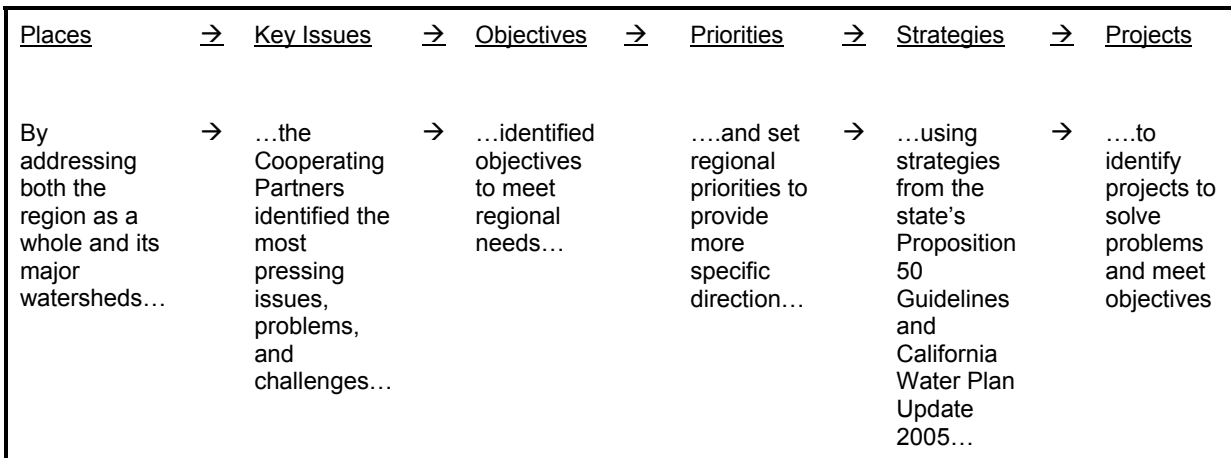 Places → Key Issues → Objectives → Priorities → Strategies → Projects
By
addressing
both the
region as a
whole and its
major
watersheds…
→
…the
Cooperating
Partners
identified the
most
pressing
issues,
problems,
and
challenges…
→
…identified
objectives
to meet
regional
needs…
….and set
regional
priorities to
provide
more
specific
direction…
→
…using
strategies
from the
state’s
Proposition
50
Guidelines
and
California
Water Plan
Update
2005…
→
….to
identify
projects to
solve
problems
and meet
objectives